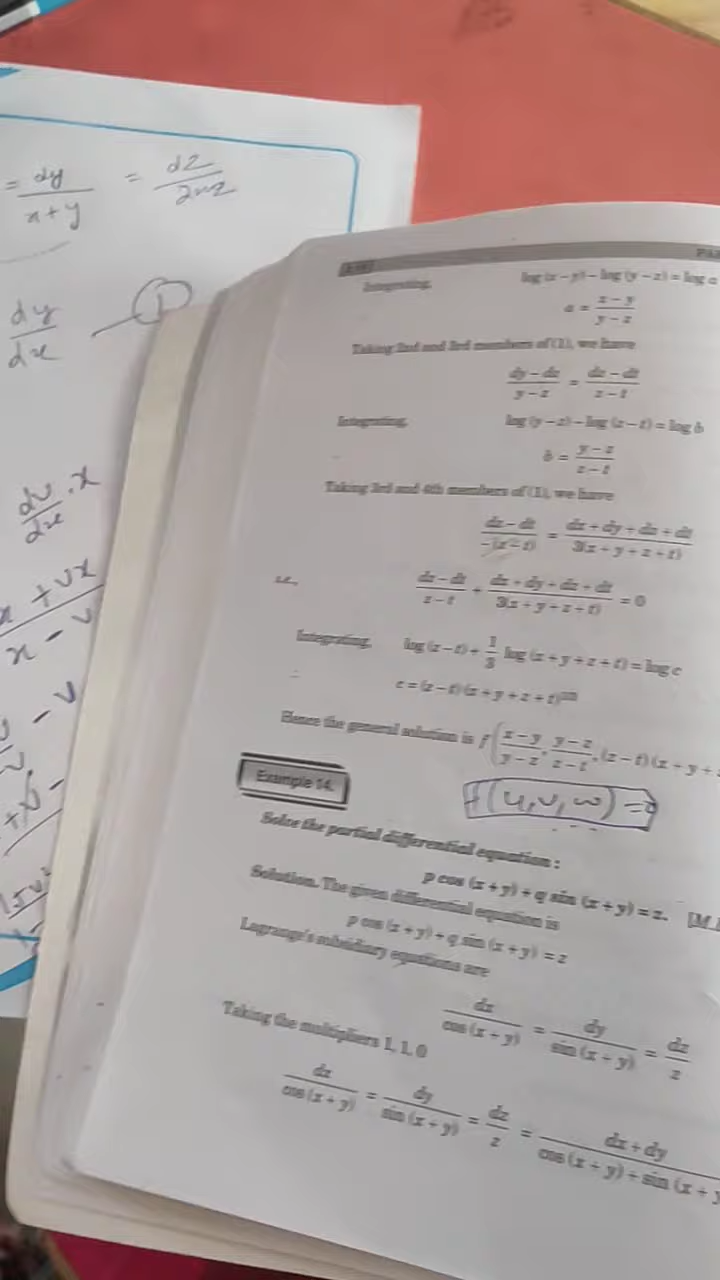 = dy/x+y = dz/2xz
dy/dx
1
dv/dx . x
x + vx
x - v
- v
log (x – y) – log (y – z) = log a
Integrating,
a = x – y/y – z
Taking 2nd and 3rd members of (1), we have
dy – dz/y – z = dz – dt/z – t
Integrating, log (y – z) – log (z – t) = log b
b = y – z/z – t
Taking 3rd and 4th members of (1), we have
dz – dt/– (z – t) = dx + dy + dz + dt/3(x + y + z + t)
i.e., dz – dt/z – t + dx + dy + dz + dt/3(x + y + z + t) = 0
Integrating, log (z – t) + 1/3 log (x + y + z + t) = log c
∴ c = (z – t) (x + y + z + t)^1/3
Hence the general solution is f (x – y/y – z, y – z/z – t, (z – t) (x + y +
Example 14.
f(u, v, w) = 0
Solve the partial differential equation :
p cos (x + y) + q sin (x + y) = z.
Solution. The given differential equation is
p cos (x + y) + q sin (x + y) = z
Lagrange's subsidiary equations are
dx/cos (x + y) = dy/sin (x + y) = dz/z
Taking the multipliers 1, 1, 0
dx/cos (x + y) = dy/sin (x + y) = dz/z = dx + dy/cos (x + y) + sin (x + y